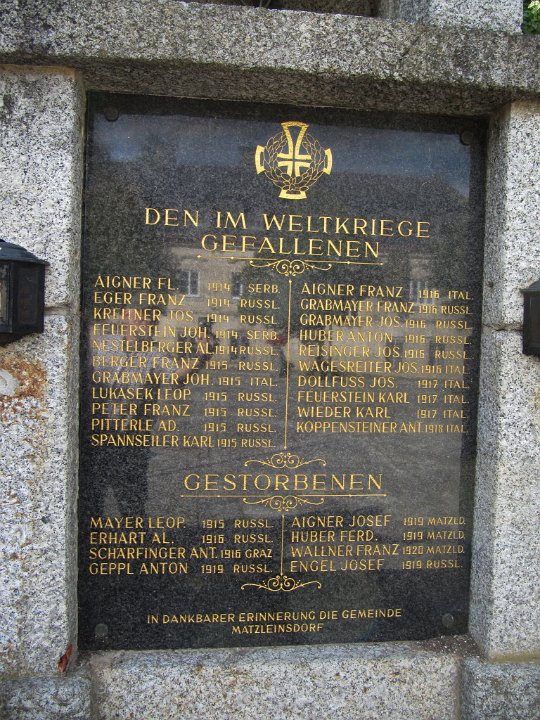 DEN IM WELTKRIEGE
GEFALLENEN
AIGNER FL. 1914 SERB.
EGER FRANZ 1914 RUSSL.
KREITNER JOS. 1914 RUSSL.
FEUERSTEIN JOH. 1914 SERB.
NESTELBERGER AL. 1914 RUSSL.
BERGER FRANZ 1915 RUSSL.
GRABMAYER JOH. 1915 ITAL.
LUKASEK LEOP. 1915 RUSSL.
PETER FRANZ 1915 RUSSL.
PITTERLE AD. 1915 RUSSL.
SPANNSEILER KARL 1915 RUSSL.
AIGNER FRANZ 1916 ITAL.
GRABMAYER FRANZ 1916 RUSSL.
GRABMAYER JOS. 1916 RUSSL.
HUBER ANTON 1916 RUSSL.
REISINGER JOS. 1915 RUSSL.
WAGESREITER JOS. 1916 ITAL.
DOLLFUSS JOS. 1917 ITAL.
FEUERSTEIN KARL 1917 ITAL.
WIEDER KARL 1917 ITAL.
KOPPENSTEINER ANT. 1918 ITAL.
GESTORBENEN
MAYER LEOP. 1915 RUSSL.
ERHART AL. 1916 RUSSL.
SCHÄRFINGER ANT. 1916 GRAZ
GEPPL ANTON 1919 RUSSL.
AIGNER JOSEF 1919 MATZLD.
HUBER FERD. 1919 MATZLD.
WALLNER FRANZ 1920 MATZLD.
ENGEL JOSEF 1919 RUSSL.
IN DANKBARER ERINNERUNG DIE GEMEINDE
MATZLEINSDORF